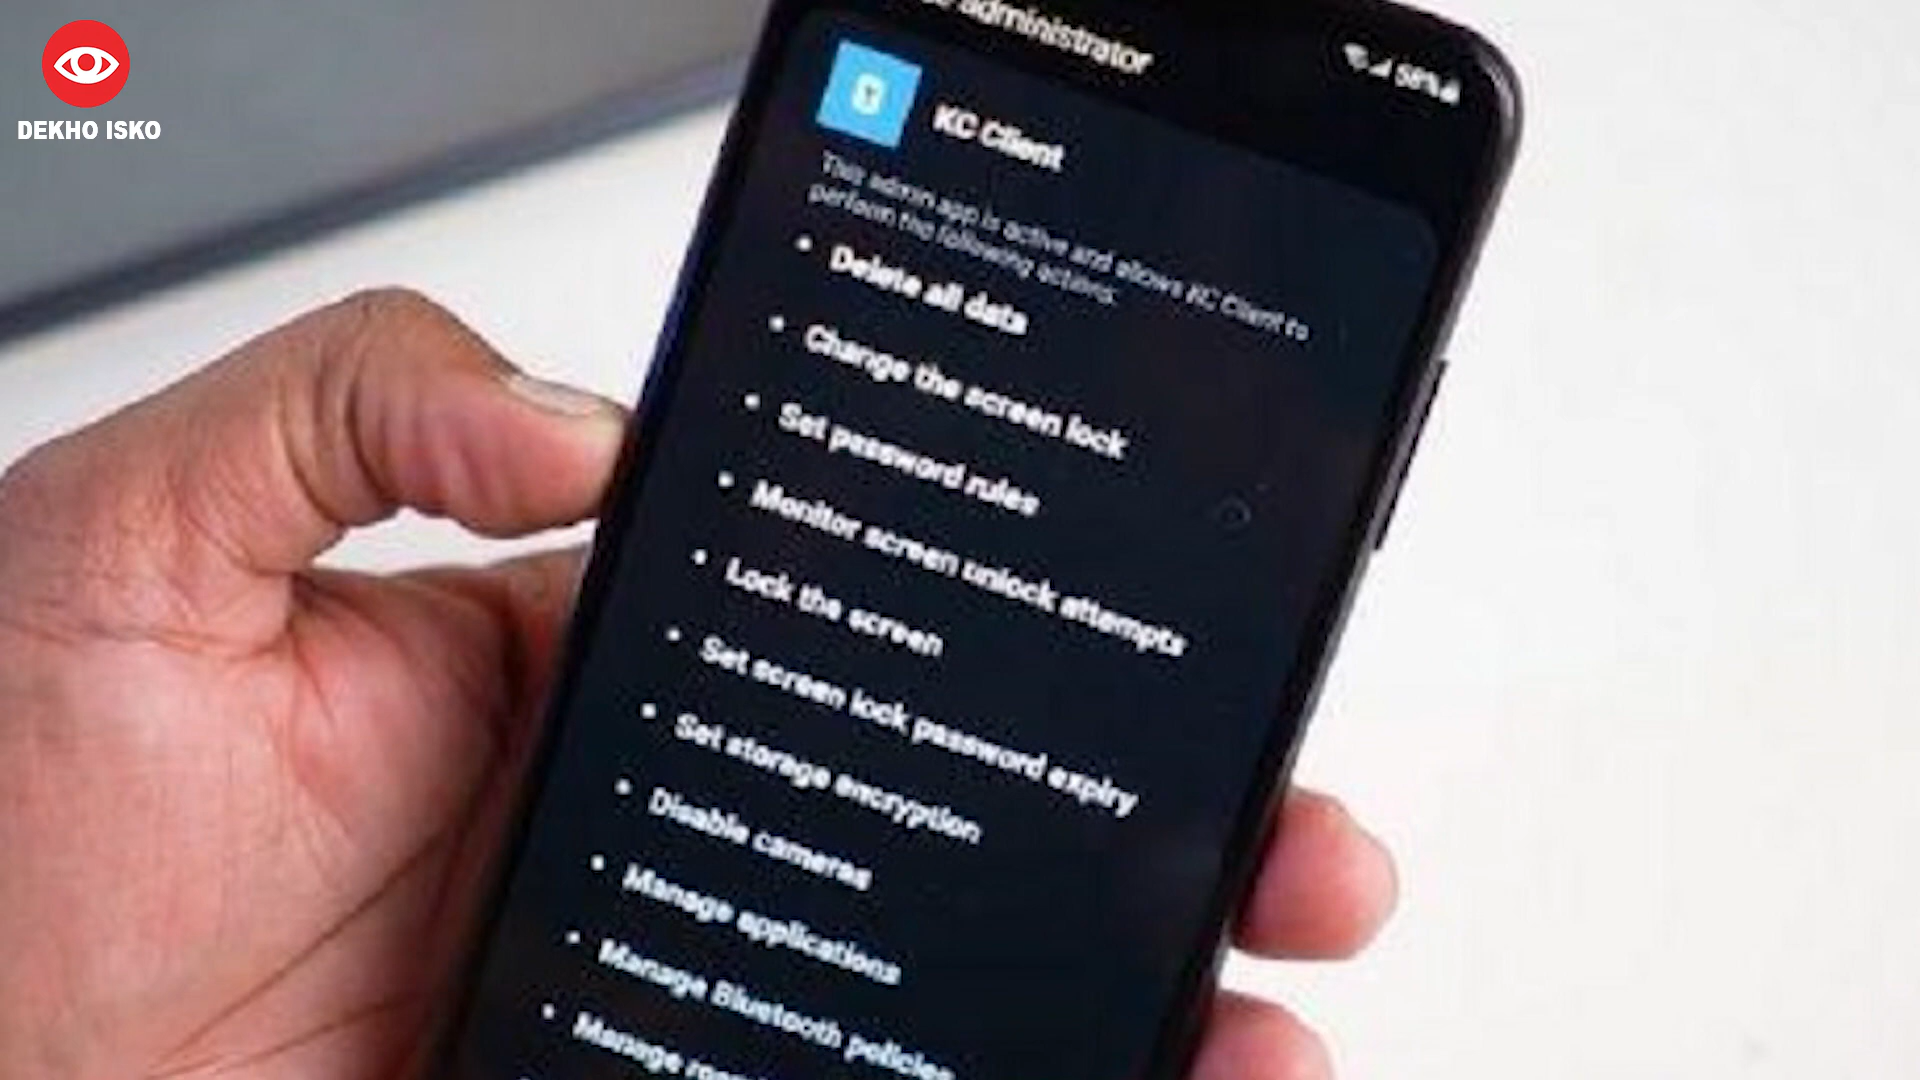 DEKHO ISKO
administrator
58%
KC Client
This admin app is active and allows KC Client to
perform the following actions:
• Delete all data
• Change the screen lock
• Set password rules
• Monitor screen unlock attempts
• Lock the screen
• Set screen lock password expiry
• Set storage encryption
• Disable cameras
• Manage applications
• Manage Bluetooth policies
• Manage